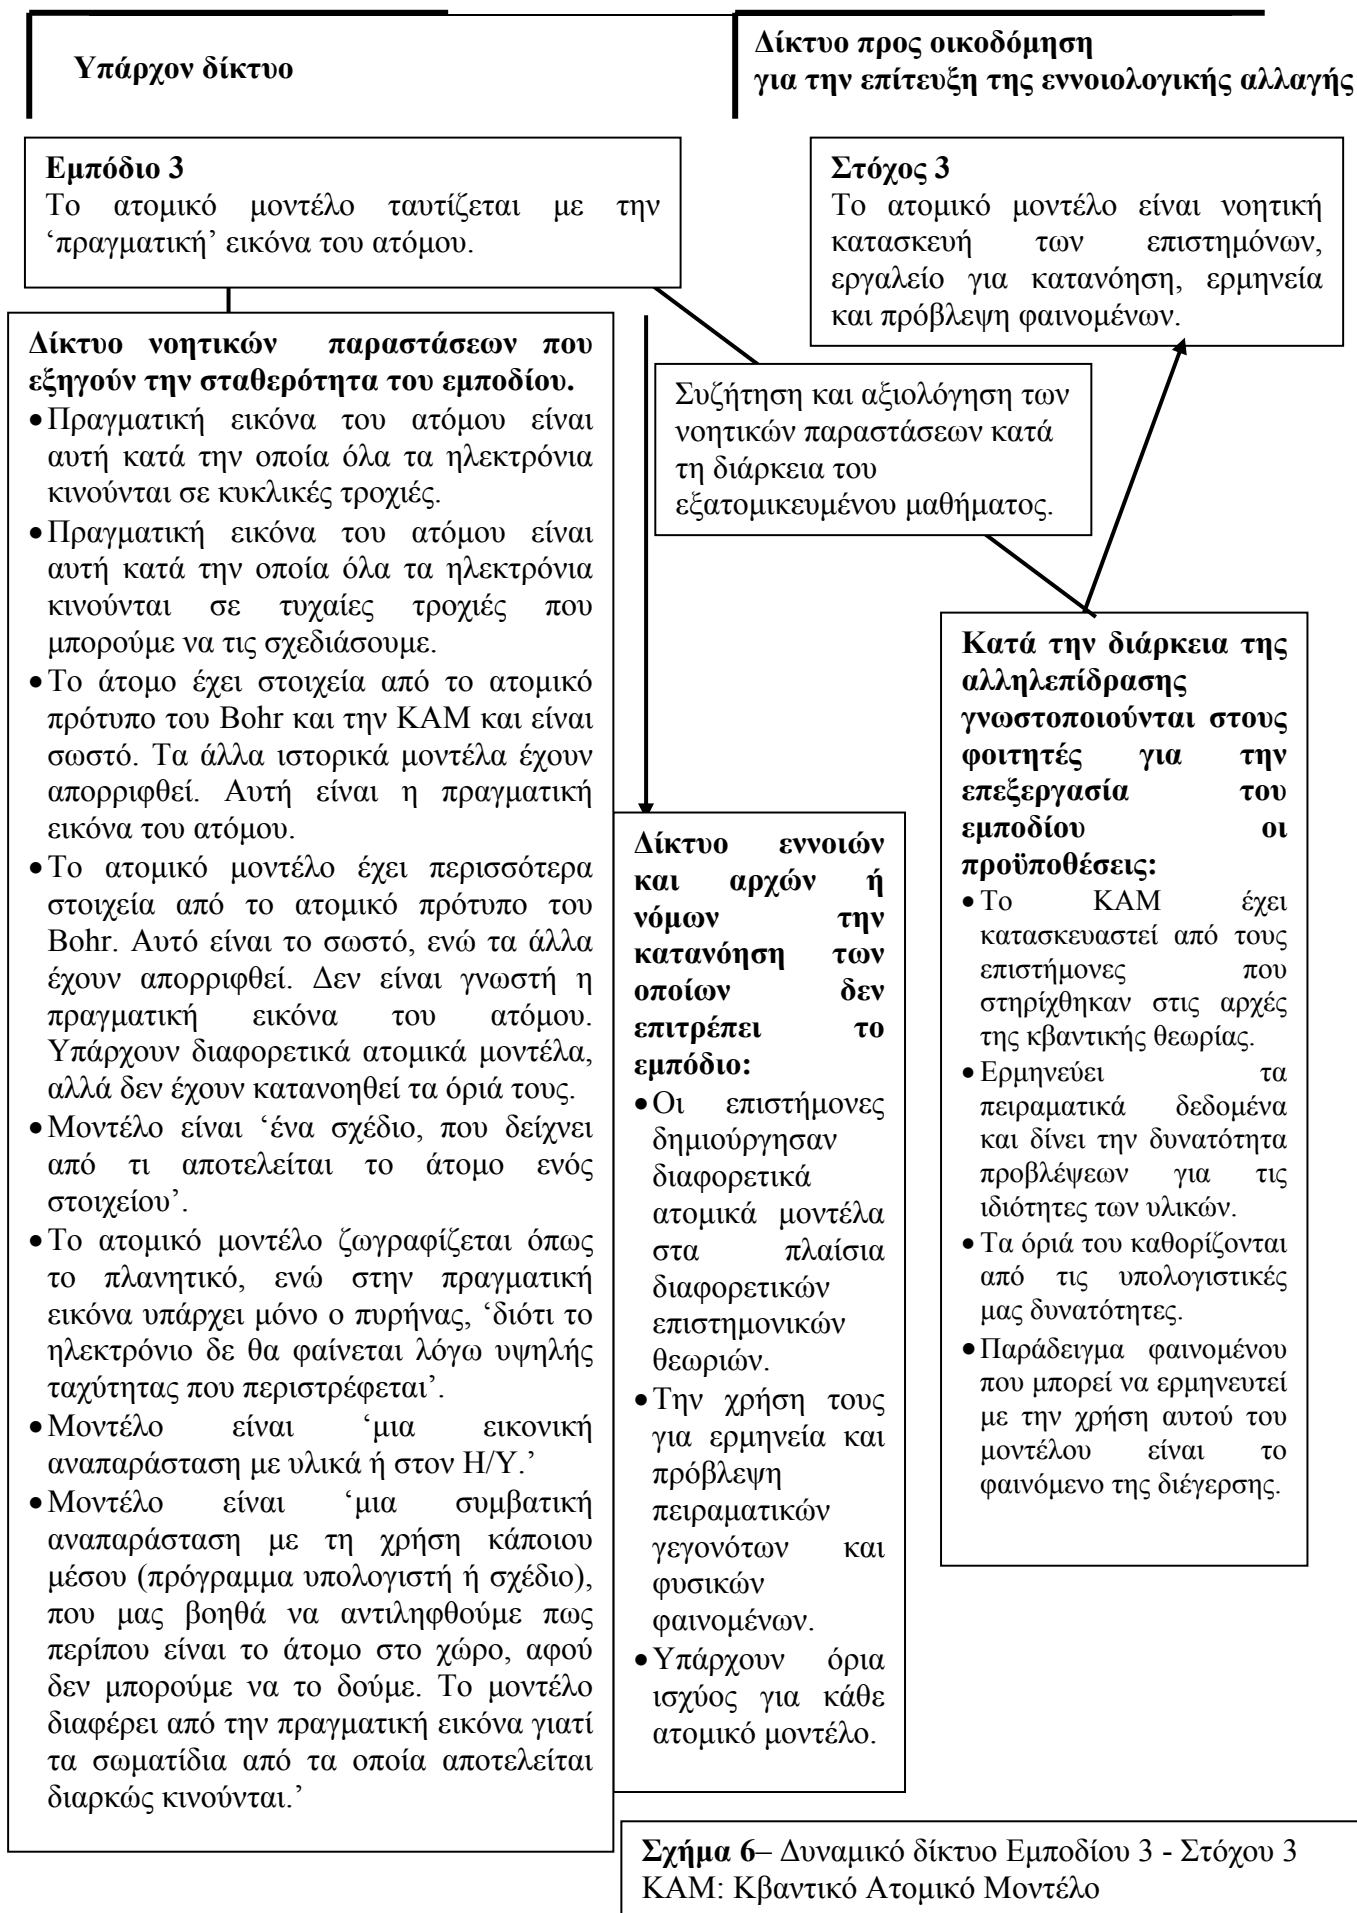 Υπάρχον δίκτυο
Δίκτυο προς οικοδόμηση
για την επίτευξη της εννοιολογικής αλλαγής
Εμπόδιο 3
Το ατομικό μοντέλο ταυτίζεται με την
‘πραγματική’ εικόνα του ατόμου.
Στόχος 3
Το ατομικό μοντέλο είναι νοητική
κατασκευή των επιστημόνων,
εργαλείο για κατανόηση, ερμηνεία
και πρόβλεψη φαινομένων.
Δίκτυο νοητικών παραστάσεων που
εξηγούν την σταθερότητα του εμποδίου.
•Πραγματική εικόνα του ατόμου είναι
αυτή κατά την οποία όλα τα ηλεκτρόνια
κινούνται σε κυκλικές τροχιές.
•Πραγματική εικόνα του ατόμου είναι
αυτή κατά την οποία όλα τα ηλεκτρόνια
κινούνται σε τυχαίες τροχιές που
μπορούμε να τις σχεδιάσουμε.
•Το άτομο έχει στοιχεία από το ατομικό
πρότυπο του Bohr και την ΚΑΜ και είναι
σωστό. Τα άλλα ιστορικά μοντέλα έχουν
απορριφθεί. Αυτή είναι η πραγματική
εικόνα του ατόμου.
•Το ατομικό μοντέλο έχει περισσότερα
στοιχεία από το ατομικό πρότυπο του
Bohr. Αυτό είναι το σωστό, ενώ τα άλλα
έχουν απορριφθεί. Δεν είναι γνωστή η
πραγματική εικόνα του ατόμου.
Υπάρχουν διαφορετικά ατομικά μοντέλα,
αλλά δεν έχουν κατανοηθεί τα όριά τους.
•Μοντέλο είναι ‘ένα σχέδιο, που δείχνει
από τι αποτελείται το άτομο ενός
στοιχείου’.
•Το ατομικό μοντέλο ζωγραφίζεται όπως
το πλανητικό, ενώ στην πραγματική
εικόνα υπάρχει μόνο ο πυρήνας, ‘διότι το
ηλεκτρόνιο δε θα φαίνεται λόγω υψηλής
ταχύτητας που περιστρέφεται’.
•Μοντέλο είναι ‘μια εικονική
αναπαράσταση με υλικά ή στον Η/Υ.’
•Μοντέλο είναι ‘μια συμβατική
αναπαράσταση με τη χρήση κάποιου
μέσου (πρόγραμμα υπολογιστή ή σχέδιο),
που μας βοηθά να αντιληφθούμε πως
περίπου είναι το άτομο στο χώρο, αφού
δεν μπορούμε να το δούμε. Το μοντέλο
διαφέρει από την πραγματική εικόνα γιατί
τα σωματίδια από τα οποία αποτελείται
διαρκώς κινούνται.’
Συζήτηση και αξιολόγηση των
νοητικών παραστάσεων κατά
τη διάρκεια του
εξατομικευμένου μαθήματος.
Δίκτυο εννοιών
και αρχών ή
νόμων την
κατανόηση των
οποίων δεν
επιτρέπει το
εμπόδιο:
•Οι επιστήμονες
δημιούργησαν
διαφορετικά
ατομικά μοντέλα
στα πλαίσια
διαφορετικών
επιστημονικών
θεωριών.
•Την χρήση τους
για ερμηνεία και
πρόβλεψη
πειραματικών
γεγονότων και
φυσικών
φαινομένων.
•Υπάρχουν όρια
ισχύος για κάθε
ατομικό μοντέλο.
Κατά την διάρκεια της
αλληλεπίδρασης
γνωστοποιούνται στους
φοιτητές για την
επεξεργασία του
εμποδίου οι
προϋποθέσεις:
•Το ΚΑΜ έχει
κατασκευαστεί από τους
επιστήμονες που
στηρίχθηκαν στις αρχές
της κβαντικής θεωρίας.
•Ερμηνεύει τα
πειραματικά δεδομένα
και δίνει την δυνατότητα
προβλέψεων για τις
ιδιότητες των υλικών.
•Τα όριά του καθορίζονται
από τις υπολογιστικές
μας δυνατότητες.
•Παράδειγμα φαινομένου
που μπορεί να ερμηνευτεί
με την χρήση αυτού του
μοντέλου είναι το
φαινόμενο της διέγερσης.
Σχήμα 6– Δυναμικό δίκτυο Εμποδίου 3 - Στόχου 3
ΚΑΜ: Κβαντικό Ατομικό Μοντέλο